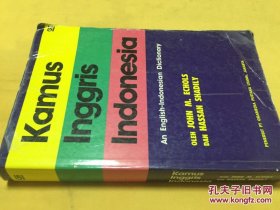 Kamus
Inggris
Indonesia
An English-Indonesian Dictionary
OLEH JOHN M. ECHOLS
DAN HASSAN SHADILY
Kamus
Inggris
Indonesia